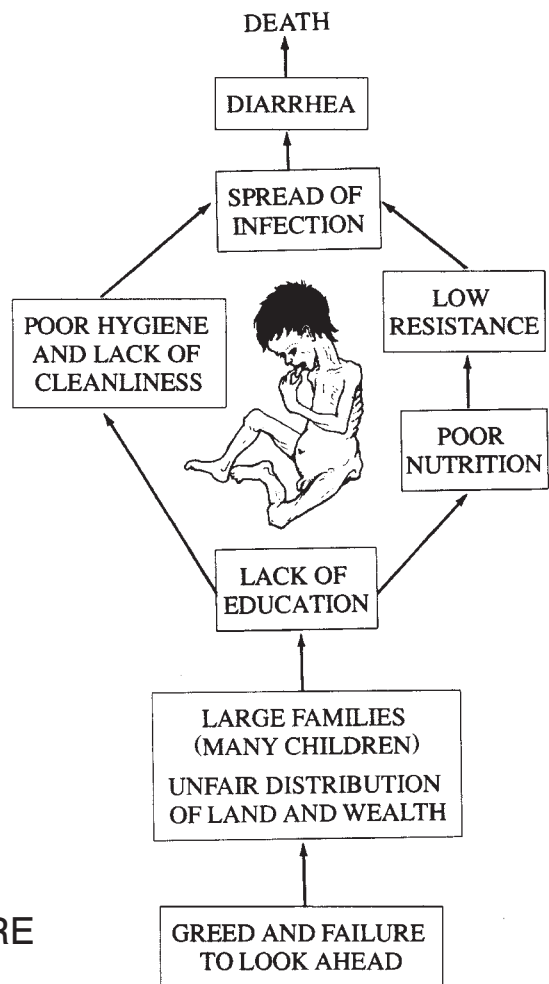 DEATH
DIARRHEA
SPREAD OF
INFECTION
POOR HYGIENE
AND LACK OF
CLEANLINESS
LOW
RESISTANCE
POOR
NUTRITION
LACK OF
EDUCATION
LARGE FAMILIES
(MANY CHILDREN)
UNFAIR DISTRIBUTION
OF LAND AND WEALTH
GREED AND FAILURE
TO LOOK AHEAD